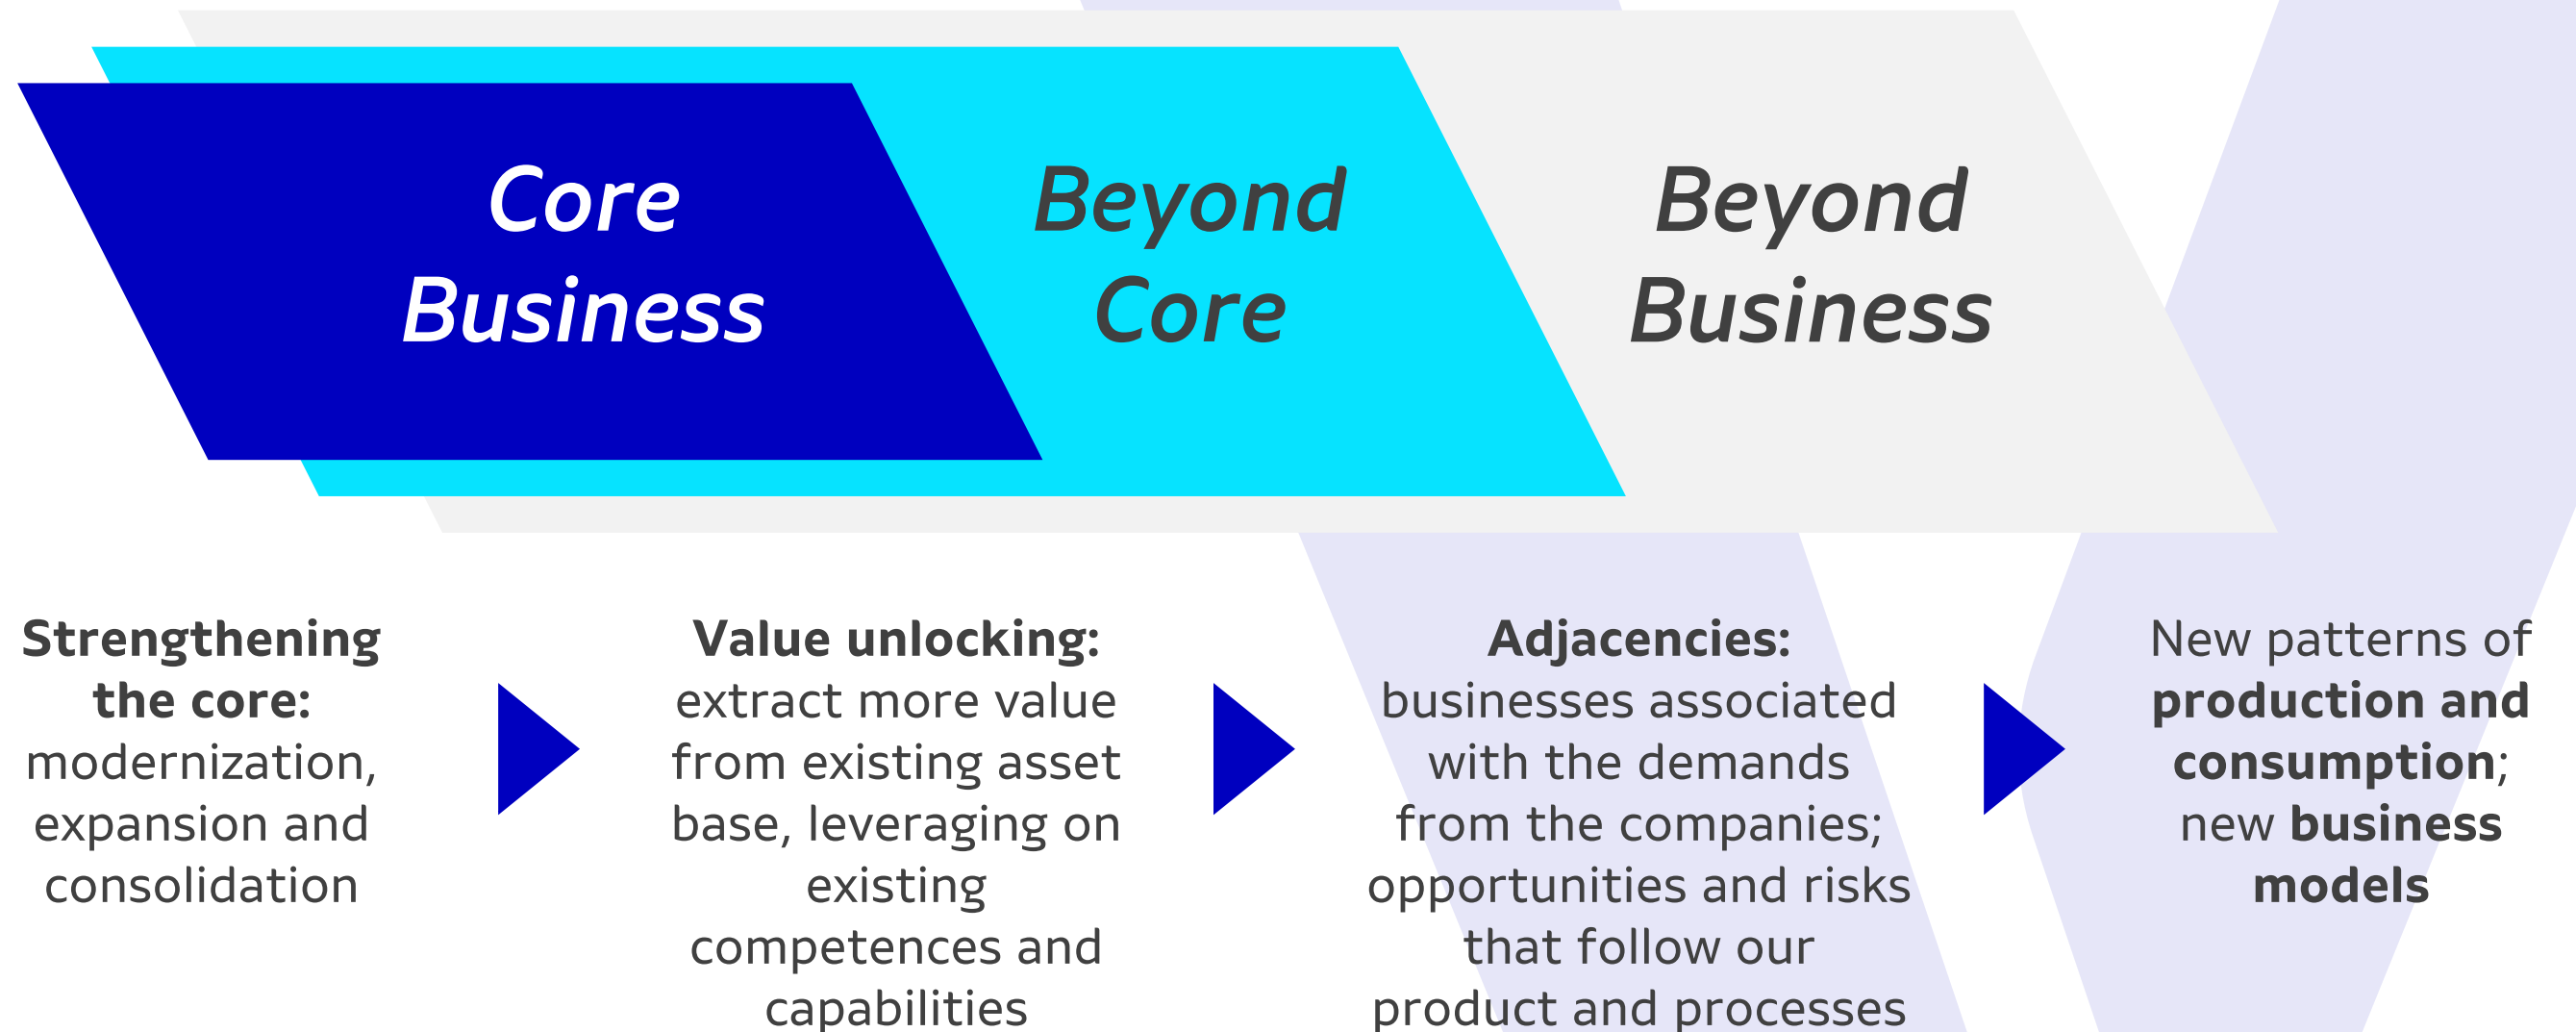 Core
Business
Beyond
Core
Beyond
Business
Strengthening
the core:
modernization,
expansion and
consolidation
Value unlocking:
extract more value
from existing asset
base, leveraging on
existing
competences and
capabilities
Adjacencies:
businesses associated
with the demands
from the companies;
opportunities and risks
that follow our
product and processes
New patterns of
production and
consumption;
new business
models